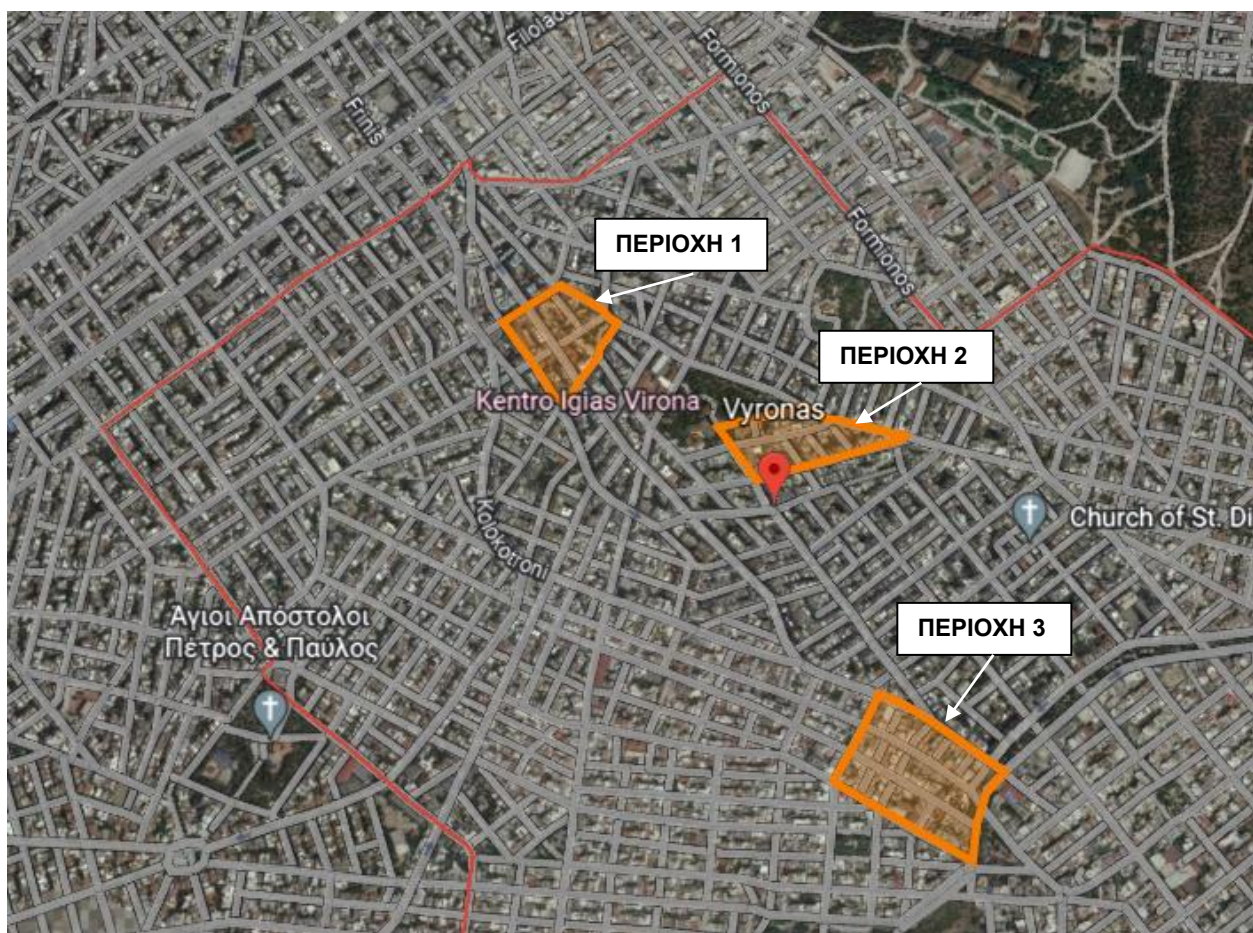 Filolaos
Formionos
Frinis
Formionos
ΠΕΡΙΟΧΗ 1
ΠΕΡΙΟΧΗ 2
Kentro Igias Virona
Vyronas
Kolokotroni
Church of St. Di
Άγιοι Απόστολοι
Πέτρος & Παύλος
ΠΕΡΙΟΧΗ 3